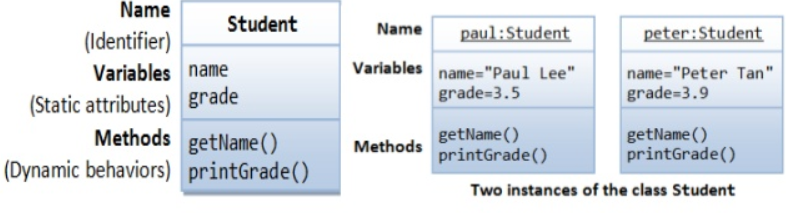 Name
(Identifier)
Variables
(Static attributes)
Methods
(Dynamic behaviors)
Student
name
grade
getName()
printGrade()
Name
Variables
Methods
paul:Student
name="Paul Lee"
grade=3.5
getName()
printGrade()
peter:Student
name="Peter Tan"
grade=3.9
getName()
printGrade()
Two instances of the class Student